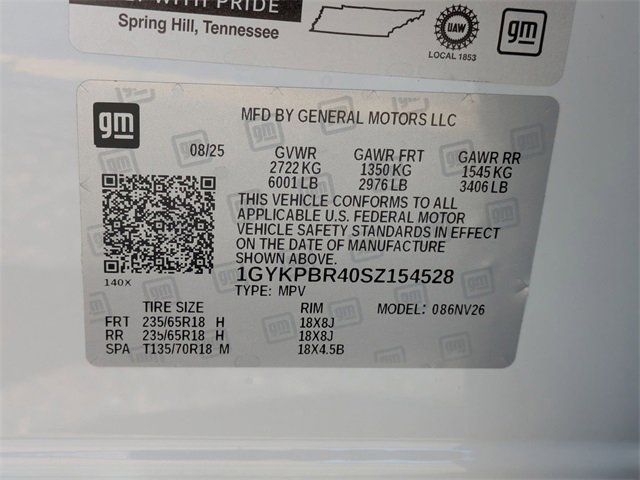 WITH PRIDE
Spring Hill, Tennessee
UAW
LOCAL 1853
gm
gm
MFD BY GENERAL MOTORS LLC
08/25 GVWR GAWR FRT GAWR RR
2722 KG 1350 KG 1545 KG
6001 LB 2976 LB 3406 LB
THIS VEHICLE CONFORMS TO ALL
APPLICABLE U.S. FEDERAL MOTOR
VEHICLE SAFETY STANDARDS IN EFFECT
ON THE DATE OF MANUFACTURE
SHOWN ABOVE.
140X
1GYKPBR40SZ154528
TYPE: MPV MODEL: 086NV26
TIRE SIZE RIM
FRT 235/65R18 H 18X8J
RR 235/65R18 H 18X8J
SPA T135/70R18 M 18X4.5B